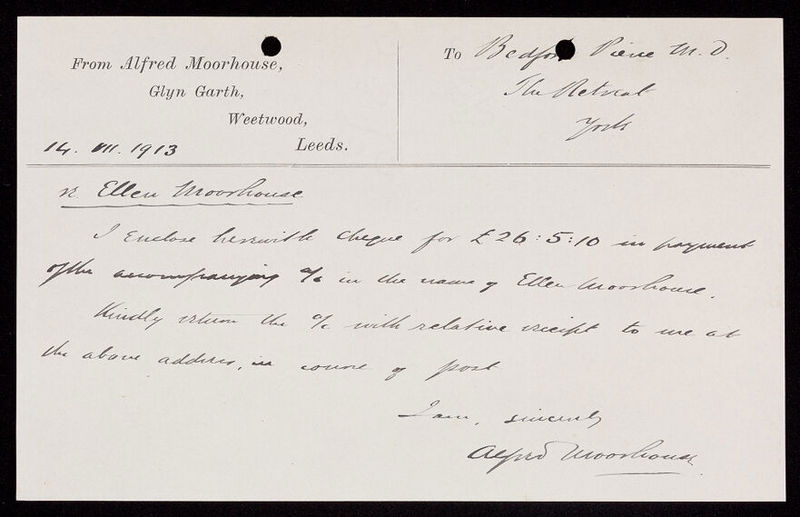 From Alfred Moorhouse,
Glyn Garth,
Weetwood,
Leeds.
14. VII. 1913
To Bedford Pierce M.D.
The Retreat
York
re Ellen Moorhouse
I Enclose herewith cheque for £26:5:10 in payment
of the accompanying a/c in the name of Ellen Moorhouse.
Kindly return the a/c with relative receipt to me at
the above address, in course of post
I am, sincerely
Alfred Moorhouse